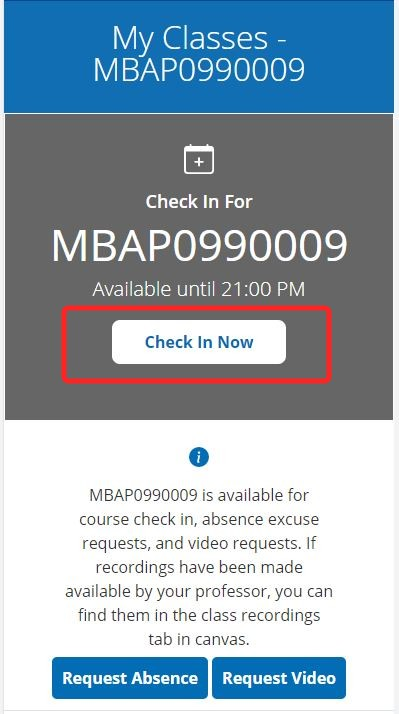 My Classes -
MBAP0990009
Check In For
MBAP0990009
Available until 21:00 PM
Check In Now
MBAP0990009 is available for
course check in, absence excuse
requests, and video requests. If
recordings have been made
available by your professor, you can
find them in the class recordings
tab in canvas.
Request Absence
Request Video